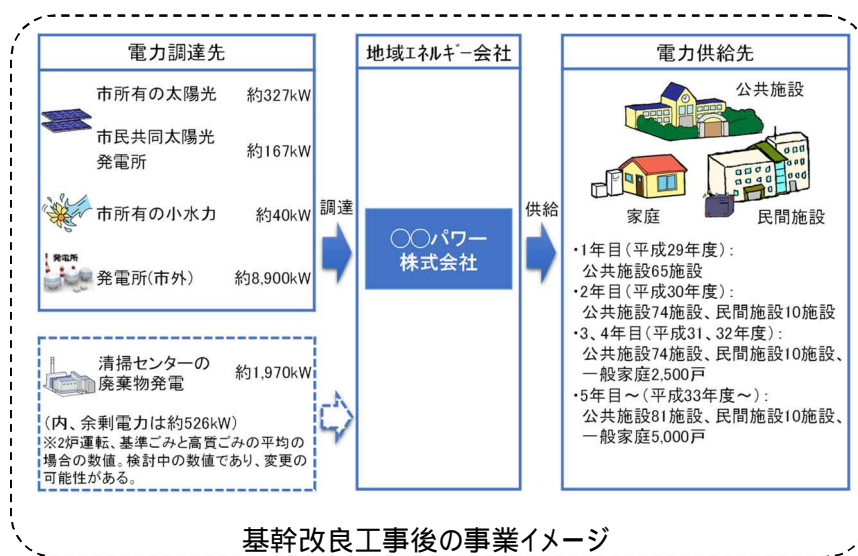 電力調達先
市所有の太陽光 約327kW
市民共同太陽光
発電所 約167kW
市所有の小水力 約40kW
発電所
発電所(市外) 約8,900kW
清掃センターの
廃棄物発電 約1,970kW
(内、余剰電力は約526kW)
※2炉運転、基準ごみと高質ごみの平均の
場合の数値。検討中の数値であり、変更の
可能性がある。
調達
地域エネルギー会社
〇〇パワー
株式会社
供給
電力供給先
公共施設
家庭
民間施設
・1年目(平成29年度):
公共施設65施設
・2年目(平成30年度):
公共施設74施設、民間施設10施設
・3、4年目(平成31、32年度):
公共施設74施設、民間施設10施設、
一般家庭2,500戸
・5年目～(平成33年度～):
公共施設81施設、民間施設10施設、
一般家庭5,000戸
基幹改良工事後の事業イメージ